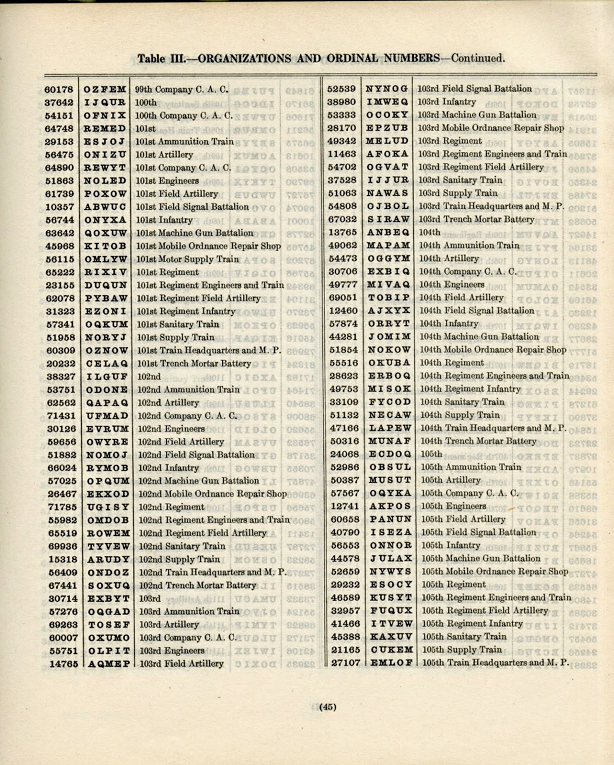 Table III.—ORGANIZATIONS AND ORDINAL NUMBERS—Continued.
60178 OZFEM 99th Company C. A. C.
37642 IJQUR 100th
54151 OFNIX 100th Company C. A. C.
64748 REMED 101st
29153 ESJOJ 101st Ammunition Train
56475 ONIZU 101st Artillery
64890 REWYT 101st Company C. A. C.
51863 NOLED 101st Engineers
61739 POXOW 101st Field Artillery
10357 ABWUC 101st Field Signal Battalion
56744 ONYXA 101st Infantry
63642 QOXUW 101st Machine Gun Battalion
45968 KITOB 101st Mobile Ordnance Repair Shop
56115 OMLYW 101st Motor Supply Train
65222 RIXIV 101st Regiment
23155 DUQUN 101st Regiment Engineers and Train
62078 PYBAW 101st Regiment Field Artillery
31323 EZONI 101st Regiment Infantry
57341 OQKUM 101st Sanitary Train
51958 NORYJ 101st Supply Train
60309 OZNOW 101st Train Headquarters and M. P.
20232 CELAQ 101st Trench Mortar Battery
38327 ILGUF 102nd
53751 ODONE 102nd Ammunition Train
62562 QAPAQ 102nd Artillery
71431 UFMAD 102nd Company C. A. C.
30126 EVRUM 102nd Engineers
59656 OWYRE 102nd Field Artillery
51882 NOMOJ 102nd Field Signal Battalion
66024 RYMOB 102nd Infantry
57025 OPQUM 102nd Machine Gun Battalion
26467 EKXOD 102nd Mobile Ordnance Repair Shop
71785 UGISY 102nd Regiment
55982 OMDOB 102nd Regiment Engineers and Train
65519 ROWEM 102nd Regiment Field Artillery
69936 TYVEW 102nd Sanitary Train
15318 ARUDY 102nd Supply Train
56409 ONDOZ 102nd Train Headquarters and M. P.
67441 SOXUQ 102nd Trench Mortar Battery
30714 EXBYT 103rd
57276 OQGAD 103rd Ammunition Train
69263 TOSEF 103rd Artillery
60007 OXUMO 103rd Company C. A. C.
55751 OLPIT 103rd Engineers
14765 AQMEP 103rd Field Artillery
52539 NYNOG 103rd Field Signal Battalion
38980 IMWEQ 103rd Infantry
53333 OCOKY 103rd Machine Gun Battalion
28170 EPZUB 103rd Mobile Ordnance Repair Shop
49342 MELUD 103rd Regiment
11463 AFOKA 103rd Regiment Engineers and Train
54702 OGVAT 103rd Regiment Field Artillery
37528 IJJUR 103rd Sanitary Train
51063 NAWAS 103rd Supply Train
54808 OJBOL 103rd Train Headquarters and M. P.
67032 SIRAW 103rd Trench Mortar Battery
13765 ANBEQ 104th
49062 MAPAM 104th Ammunition Train
54473 OGGYM 104th Artillery
30706 EXBIQ 104th Company C. A. C.
49777 MIVAQ 104th Engineers
69051 TOBIP 104th Field Artillery
12460 AJXYX 104th Field Signal Battalion
57874 ORRYT 104th Infantry
44281 JOMIM 104th Machine Gun Battalion
51854 NOKOW 104th Mobile Ordnance Repair Shop
55516 OKUBA 104th Regiment
28623 ERBOQ 104th Regiment Engineers and Train
49753 MISOK 104th Regiment Infantry
33109 FYCOD 104th Sanitary Train
51132 NECAW 104th Supply Train
47166 LAPEW 104th Train Headquarters and M. P.
50316 MUNAF 104th Trench Mortar Battery
24068 ECDOQ 105th
52986 OBSUL 105th Ammunition Train
50387 MUSUT 105th Artillery
57567 OQYKA 105th Company C. A. C.
12741 AKPOS 105th Engineers
60658 PANUN 105th Field Artillery
40790 ISEZA 105th Field Signal Battalion
56553 ONNOR 105th Infantry
44578 JULAX 105th Machine Gun Battalion
52659 NYWYS 105th Mobile Ordnance Repair Shop
29232 ESOCY 105th Regiment
46589 KUSYT 105th Regiment Engineers and Train
32957 FUQUX 105th Regiment Field Artillery
41466 ITVEW 105th Regiment Infantry
45388 KAXUV 105th Sanitary Train
21165 CUKEM 105th Supply Train
27107 EMLOF 105th Train Headquarters and M. P.
(45)